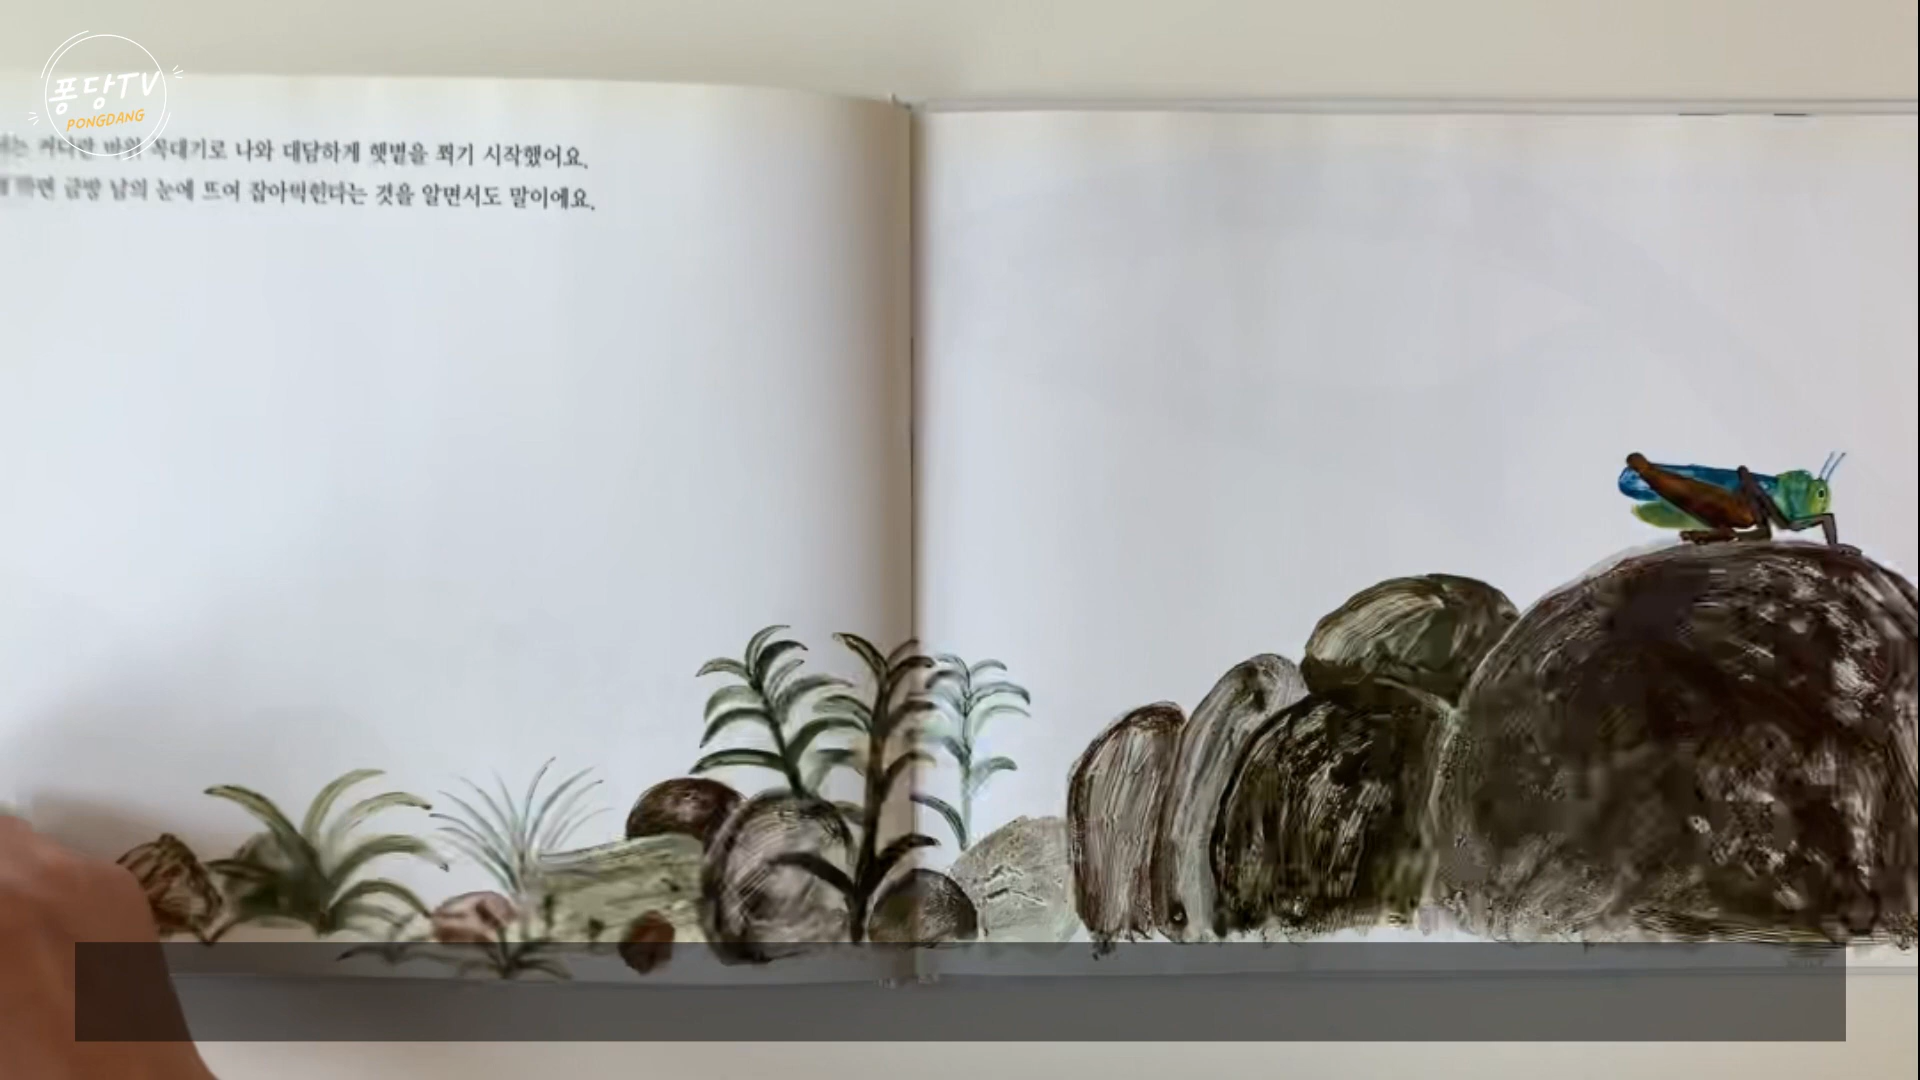 퐁당TV
PONGDANG
커다란 바위 꼭대기로 나와 대담하게 햇볕을 쬐기 시작했어요.
하면 금방 남의 눈에 뜨여 잡아먹힌다는 것을 알면서도 말이에요.